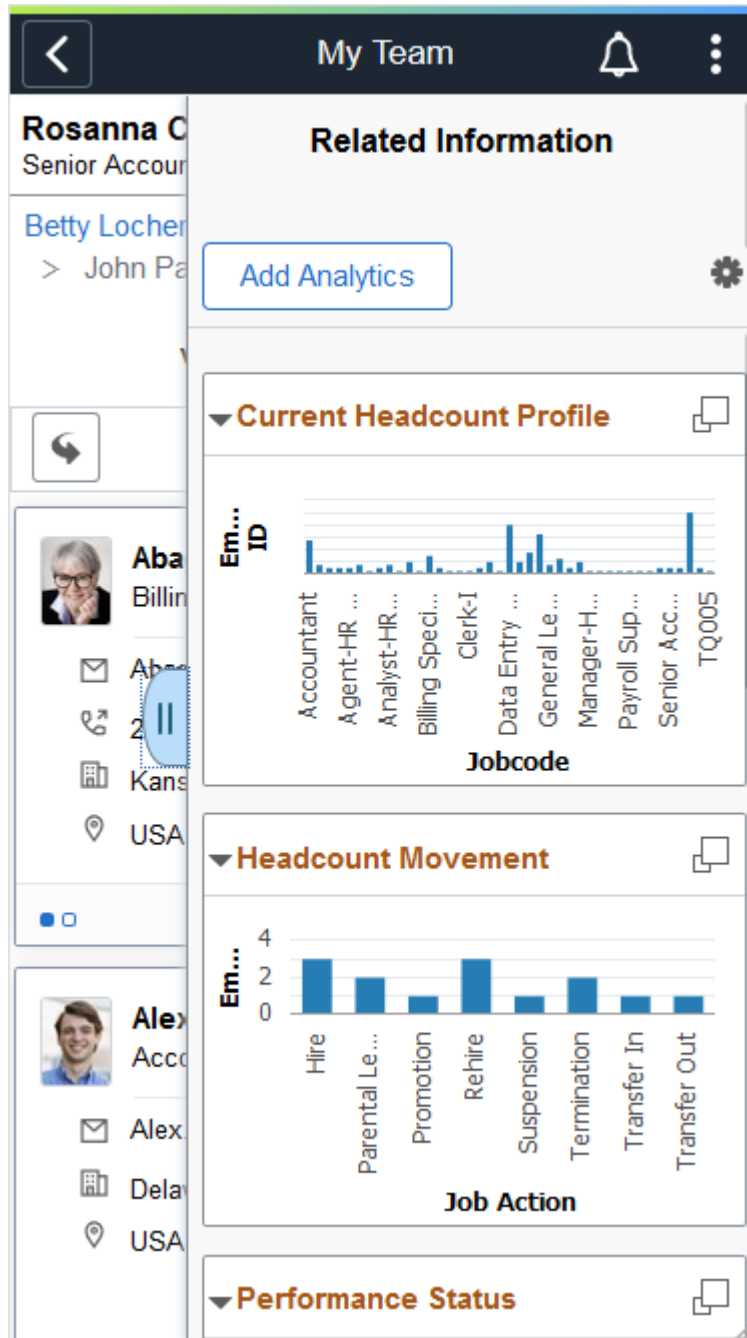 My Team
Rosanna C
Senior Accour
Betty Locher
> John Pa
Related Information
Add Analytics
Current Headcount Profile
Em...
ID
Accountant
Agent-HR ...
Analyst-HR...
Billing Speci...
Clerk-I
Data Entry ...
General Le...
Manager-H...
Payroll Sup...
Senior Acc...
TQ005
Jobcode
Aba
Billin
2
Kans
USA
Headcount Movement
4
2
0
Em...
Hire
Parental Le...
Promotion
Rehire
Suspension
Termination
Transfer In
Transfer Out
Job Action
Alex
Acco
Alex.
Delaw
USA
Performance Status